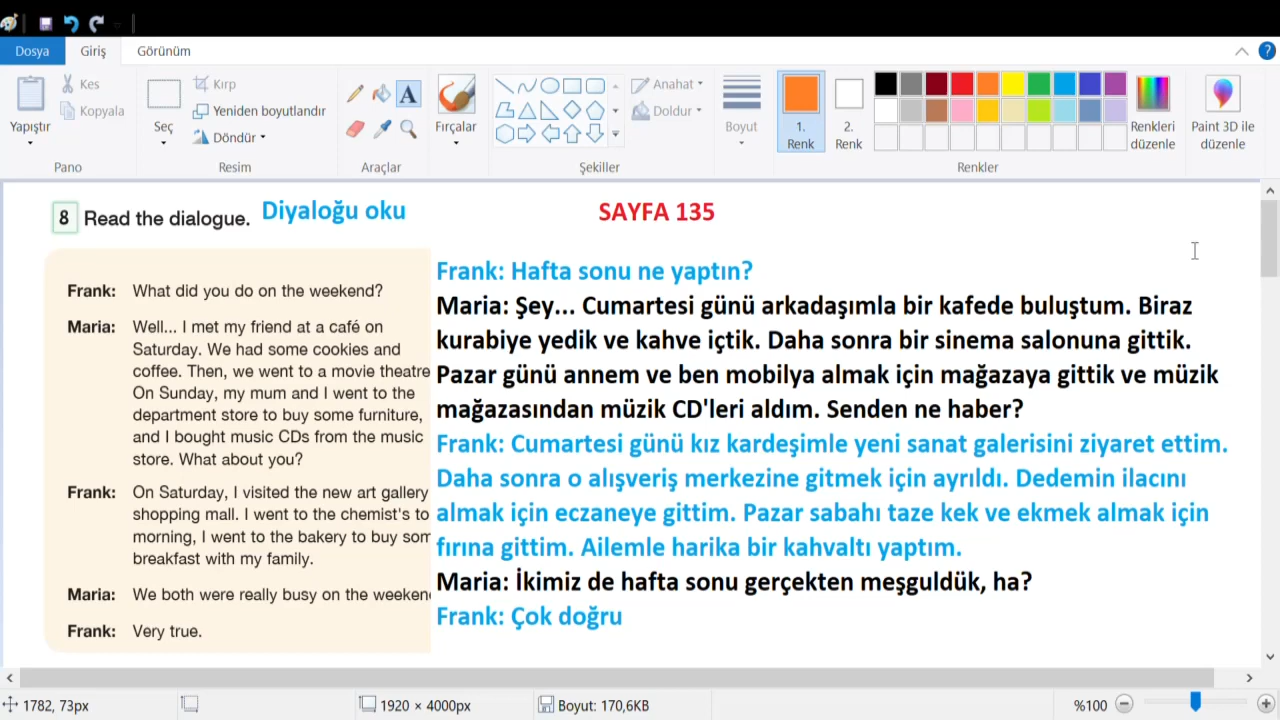 Dosya Giriş Görünüm
Yapıştır
Kes
Kopyala
Pano
Seç
Kırp
Yeniden boyutlandır
Döndür
Resim
A
Araçlar
Fırçalar
Şekiller
Anahat
Doldur
Boyut
1. Renk
2. Renk
Renkler
Renkleri düzenle
Paint 3D ile düzenle
8 Read the dialogue. Diyaloğu oku SAYFA 135
Frank: What did you do on the weekend?
Maria: Well... I met my friend at a café on
Saturday. We had some cookies and
coffee. Then, we went to a movie theatre
On Sunday, my mum and I went to the
department store to buy some furniture,
and I bought music CDs from the music
store. What about you?
Frank: On Saturday, I visited the new art gallery
shopping mall. I went to the chemist's to
morning, I went to the bakery to buy
breakfast with my family.
Maria: We both were really busy on the
Frank: Very true.
Frank: Hafta sonu ne yaptın?
Maria: Şey... Cumartesi günü arkadaşımla bir kafede buluştum. Biraz
kurabiye yedik ve kahve içtik. Daha sonra bir sinema salonuna gittik.
Pazar günü annem ve ben mobilya almak için mağazaya gittik ve müzik
mağazasından müzik CD'leri aldım. Senden ne haber?
Frank: Cumartesi günü kız kardeşimle yeni sanat galerisini ziyaret ettim.
Daha sonra o alışveriş merkezine gitmek için ayrıldı. Dedemin ilacını
almak için eczaneye gittim. Pazar sabahı taze kek ve ekmek almak için
fırına gittim. Ailemle harika bir kahvaltı yaptım.
Maria: İkimiz de hafta sonu gerçekten meşguldük, ha?
Frank: Çok doğru
1782, 73px
1920 × 4000px
Boyut: 170,6KB
%100